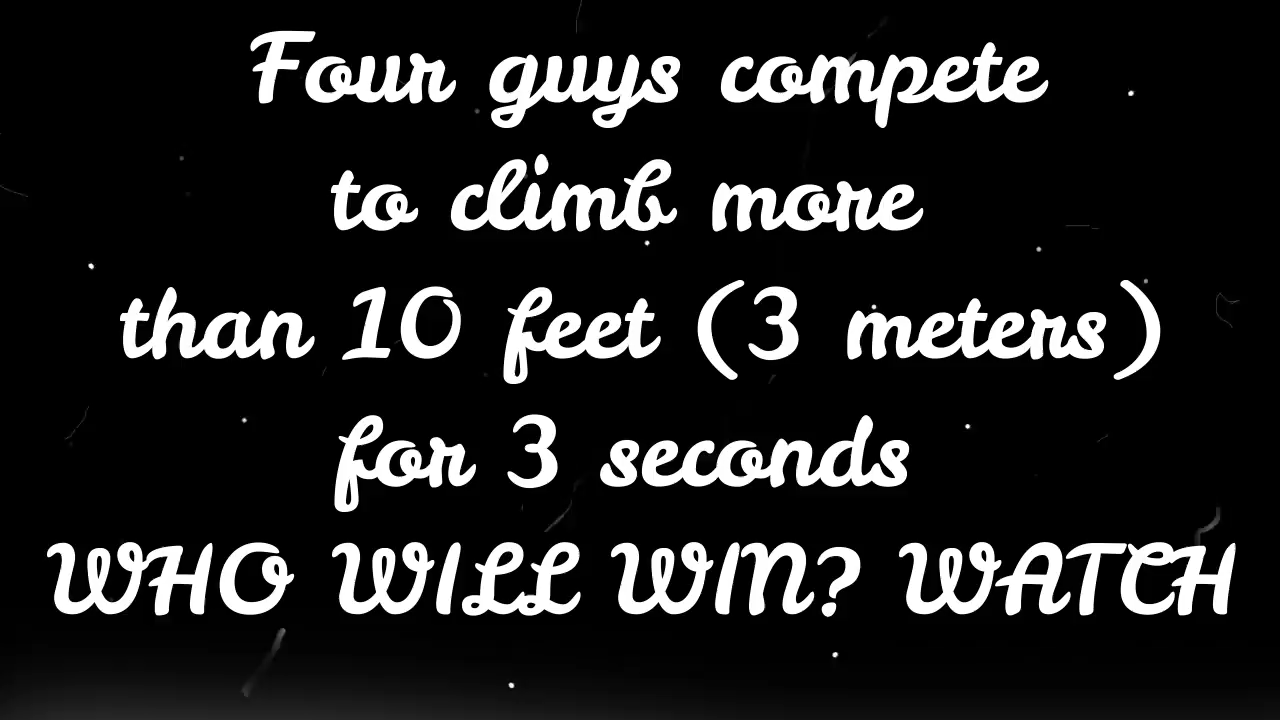 Four guys compete
to climb more
than 10 feet (3 meters)
for 3 seconds
WHO WILL WIN? WATCH